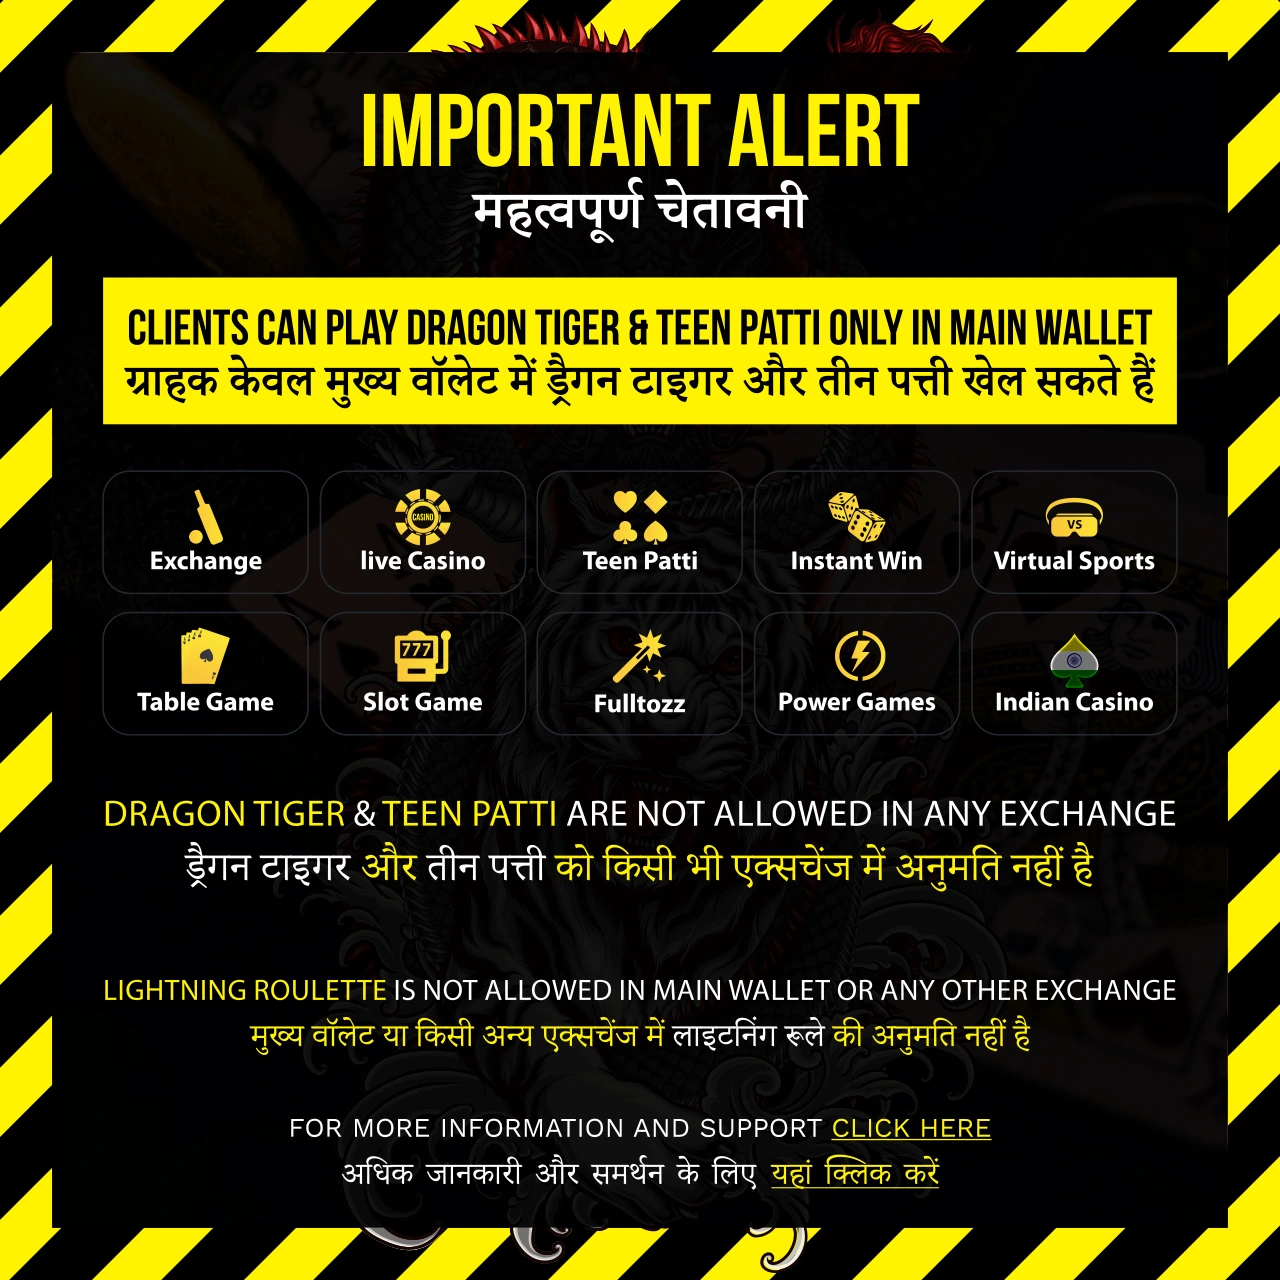 IMPORTANT ALERT
महत्वपूर्ण चेतावनी
CLIENTS CAN PLAY DRAGON TIGER & TEEN PATTI ONLY IN MAIN WALLET
ग्राहक केवल मुख्य वॉलेट में ड्रैगन टाइगर और तीन पत्ती खेल सकते हैं
CASINO
VS
Exchange live Casino Teen Patti Instant Win Virtual Sports
777
Table Game Slot Game Fulltozz Power Games Indian Casino
DRAGON TIGER & TEEN PATTI ARE NOT ALLOWED IN ANY EXCHANGE
ड्रैगन टाइगर और तीन पत्ती को किसी भी एक्सचेंज में अनुमति नहीं है
LIGHTNING ROULETTE IS NOT ALLOWED IN MAIN WALLET OR ANY OTHER EXCHANGE
मुख्य वॉलेट या किसी अन्य एक्सचेंज में लाइटनिंग रूले की अनुमति नहीं है
FOR MORE INFORMATION AND SUPPORT CLICK HERE
अधिक जानकारी और समर्थन के लिए यहां क्लिक करें